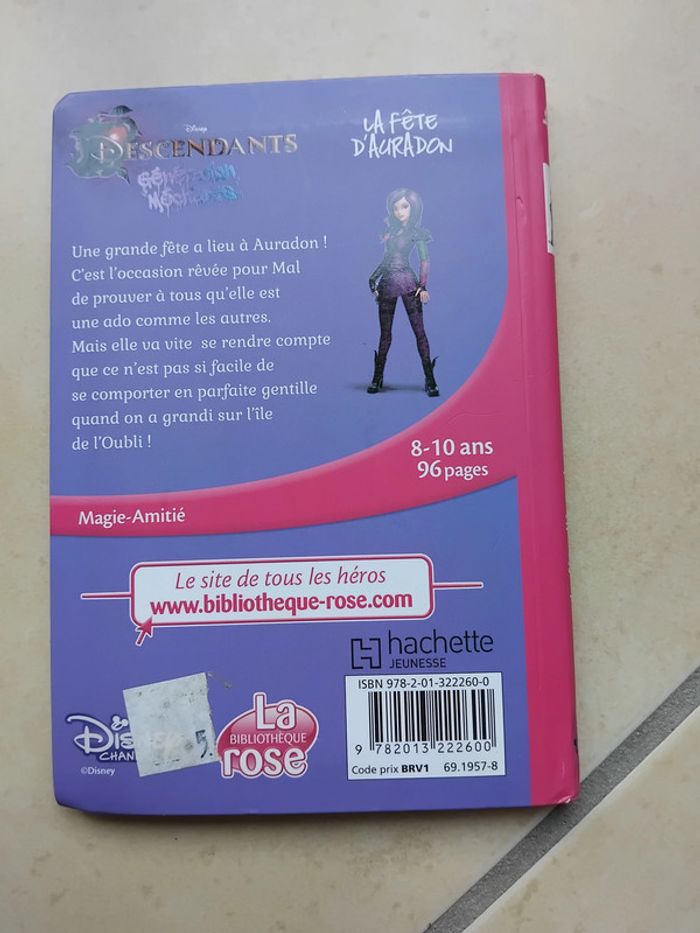 Disney
DESCENDANTS
Génération
Méchants
LA FÊTE
D'AURADON
Une grande fête a lieu à Auradon !
C'est l'occasion rêvée pour Mal
de prouver à tous qu'elle est
une ado comme les autres.
Mais elle va vite se rendre compte
que ce n'est pas si facile de
se comporter en parfaite gentille
quand on a grandi sur l'île
de l'Oubli !
8-10 ans
96 pages
Magie-Amitié
Le site de tous les héros
www.bibliotheque-rose.com
hachette
JEUNESSE
ISBN 978-2-01-322260-0
9 782013 222600
Code prix BRV1 69.1957-8
Disney
CHAN
©Disney
5
La
BIBLIOTHÈQUE
rose